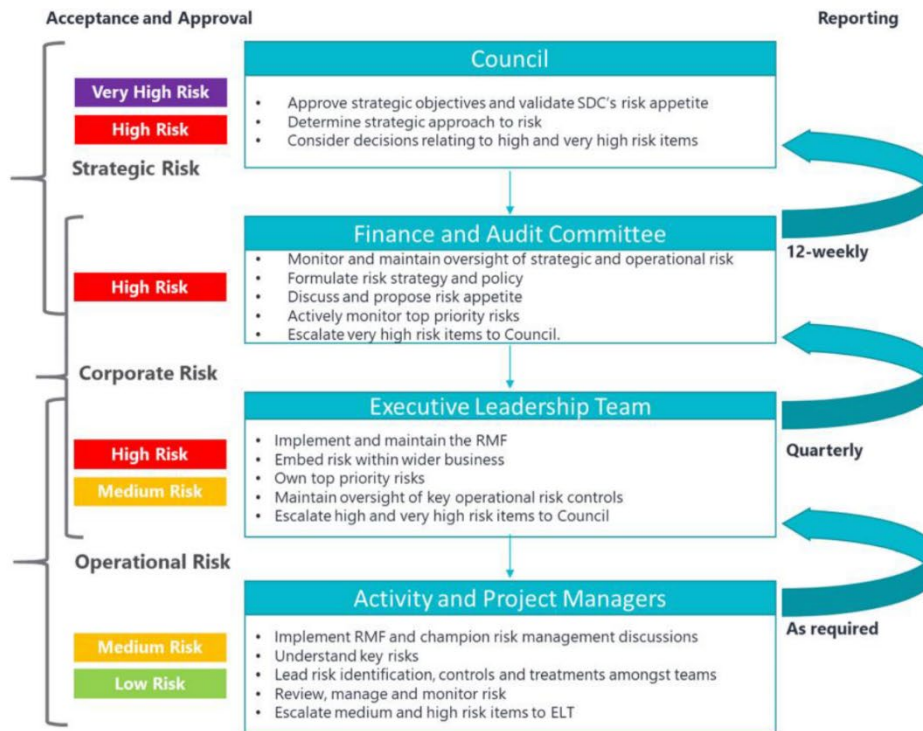 Acceptance and Approval
Reporting
Council
Very High Risk
High Risk
• Approve strategic objectives and validate SDC's risk appetite
• Determine strategic approach to risk
• Consider decisions relating to high and very high risk items
Strategic Risk
Finance and Audit Committee
12-weekly
High Risk
• Monitor and maintain oversight of strategic and operational risk
• Formulate risk strategy and policy
• Discuss and propose risk appetite
• Actively monitor top priority risks
• Escalate very high risk items to Council.
Corporate Risk
Executive Leadership Team
Quarterly
High Risk
Medium Risk
• Implement and maintain the RMF
• Embed risk within wider business
• Own top priority risks
• Maintain oversight of key operational risk controls
• Escalate high and very high risk items to Council
Operational Risk
Activity and Project Managers
As required
Medium Risk
Low Risk
• Implement RMF and champion risk management discussions
• Understand key risks
• Lead risk identification, controls and treatments amongst teams
• Review, manage and monitor risk
• Escalate medium and high risk items to ELT